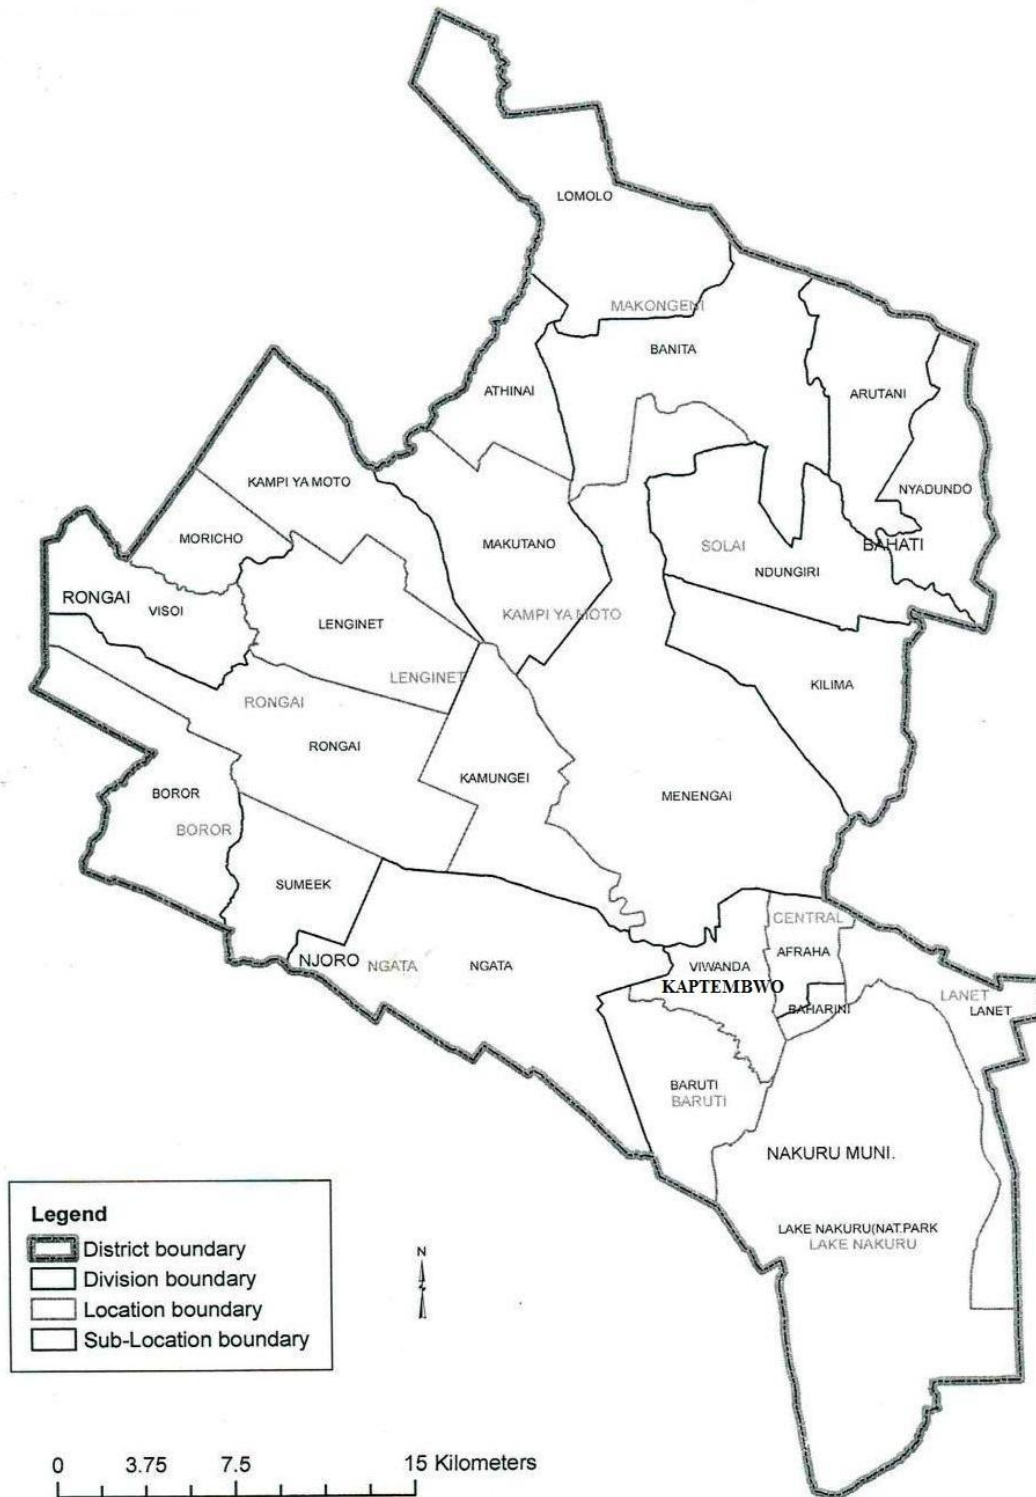 LOMOLO
MAKONGENI
BANITA
ATHINAI
ARUTANI
KAMPI YA MOTO
NYADUNDO
MORICHO
MAKUTANO
SOLAI
BAHATI
NDUNGIRI
RONGAI
VISOI
LENGINET
KAMPI YA MOTO
LENGINET
KILIMA
RONGAI
RONGAI
KAMUNGEI
BOROR
MENENGAI
BOROR
SUMEEK
CENTRAL
AFRAHA
NJORO
NGATA
NGATA
VIWANDA
KAPTEMBWO
LANET
LANET
BAHARINI
BARUTI
BARUTI
NAKURU MUNI.
LAKE NAKURU(NAT.PARK
LAKE NAKURU
Legend
District boundary
Division boundary
Location boundary
Sub-Location boundary
N
0 3.75 7.5 15 Kilometers